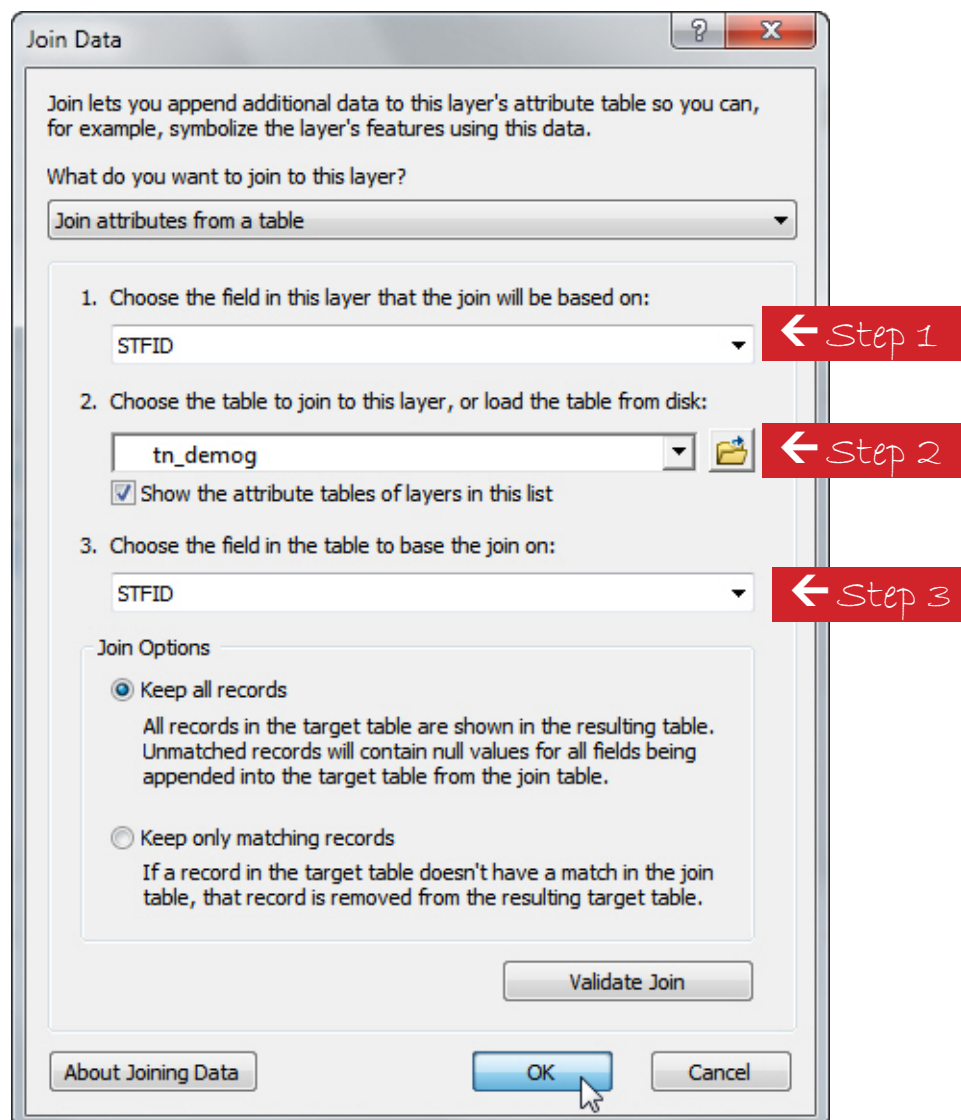 Join Data
Join lets you append additional data to this layer's attribute table so you can,
for example, symbolize the layer's features using this data.
What do you want to join to this layer?
Join attributes from a table
1. Choose the field in this layer that the join will be based on:
STFID
← Step 1
2. Choose the table to join to this layer, or load the table from disk:
tn_demog
← Step 2
Show the attribute tables of layers in this list
3. Choose the field in the table to base the join on:
STFID
← Step 3
Join Options
Keep all records
All records in the target table are shown in the resulting table.
Unmatched records will contain null values for all fields being
appended into the target table from the join table.
Keep only matching records
If a record in the target table doesn't have a match in the join
table, that record is removed from the resulting target table.
Validate Join
About Joining Data
OK
Cancel